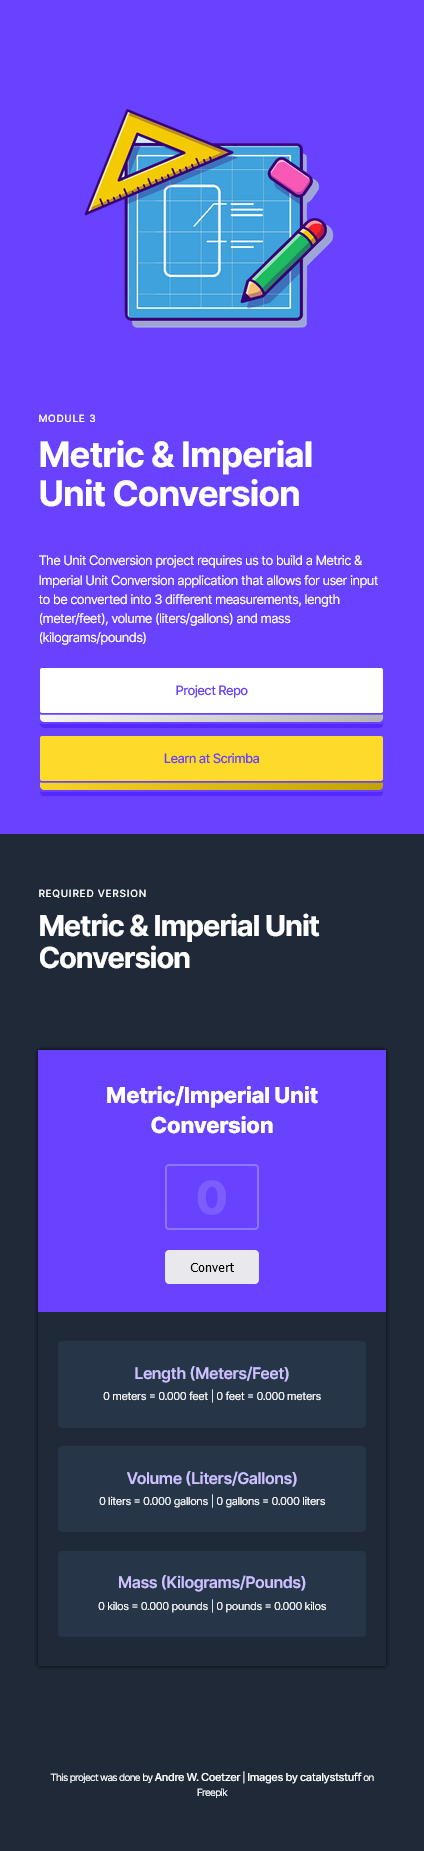 MODULE 3
Metric & Imperial
Unit Conversion
The Unit Conversion project requires us to build a Metric &
Imperial Unit Conversion application that allows for user input
to be converted into 3 different measurements, length
(meter/feet), volume (liters/gallons) and mass
(kilograms/pounds)
Project Repo
Learn at Scrimba
REQUIRED VERSION
Metric & Imperial Unit
Conversion
Metric/Imperial Unit
Conversion
0
Convert
Length (Meters/Feet)
0 meters = 0.000 feet | 0 feet = 0.000 meters
Volume (Liters/Gallons)
0 liters = 0.000 gallons | 0 gallons = 0.000 liters
Mass (Kilograms/Pounds)
0 kilos = 0.000 pounds | 0 pounds = 0.000 kilos
This project was done by Andre W. Coetzer | Images by catalyststuff on
Freepik